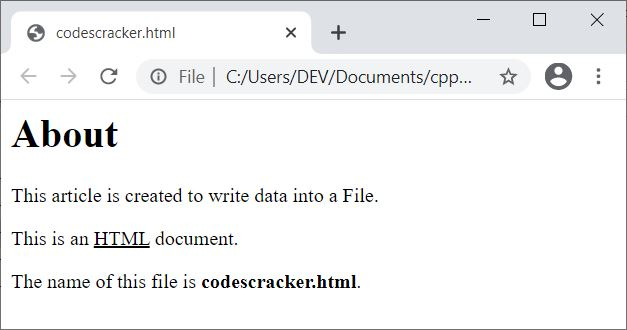 codescracker.html
File | C:/Users/DEV/Documents/cpp...
About
This article is created to write data into a File.
This is an HTML document.
The name of this file is codescracker.html.